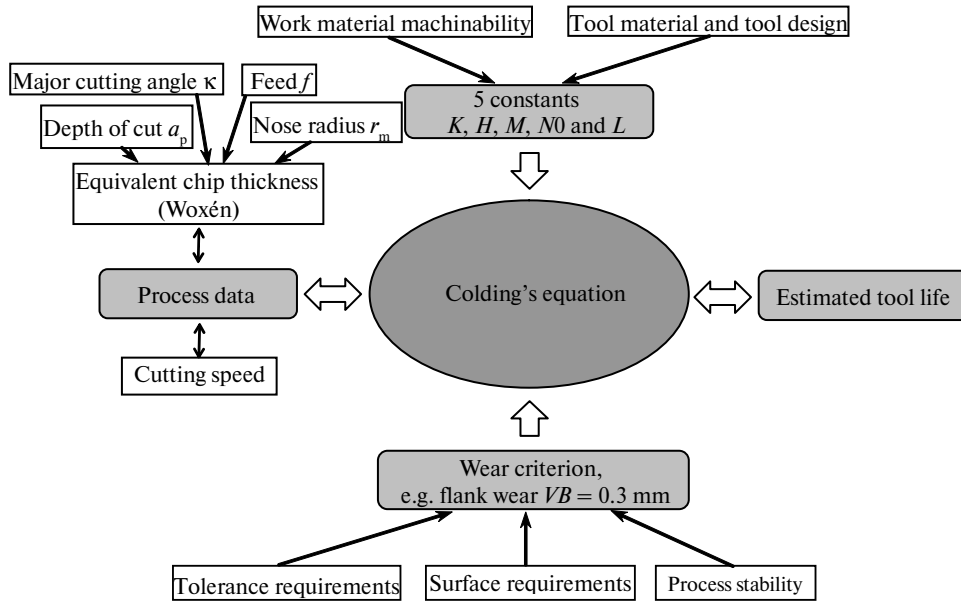 Work material machinability
Tool material and tool design
Major cutting angle κ
Feed f
5 constants
K, H, M, N0 and L
Depth of cut aₚ
Nose radius rₘ
Equivalent chip thickness
(Woxén)
Process data
Colding’s equation
Estimated tool life
Cutting speed
Wear criterion,
e.g. flank wear VB = 0.3 mm
Tolerance requirements
Surface requirements
Process stability